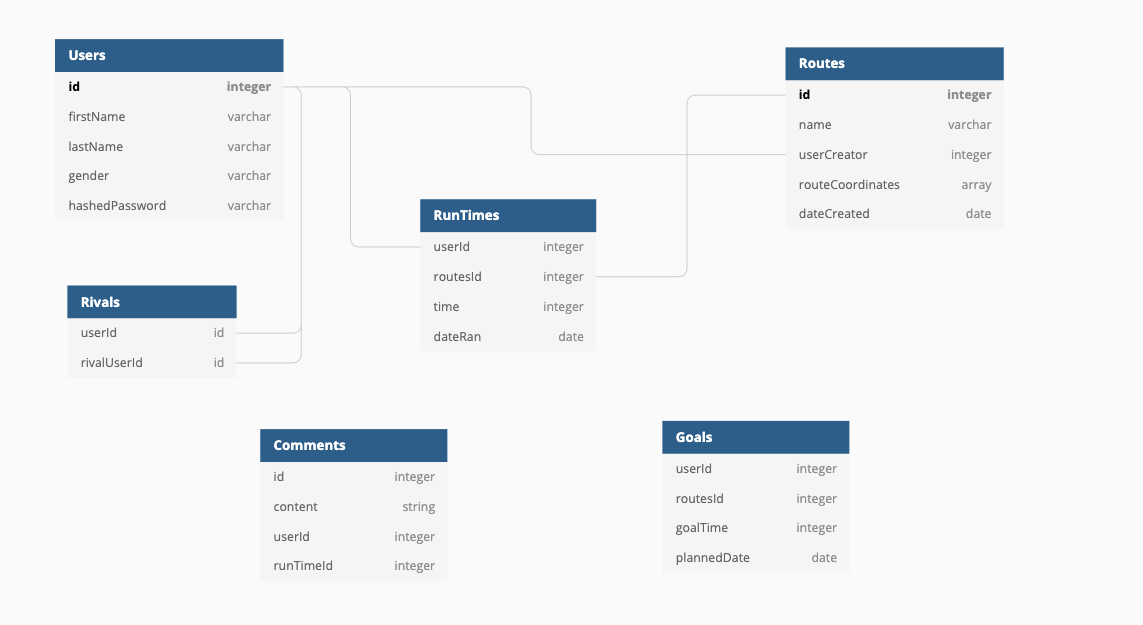 Users
id integer
firstName varchar
lastName varchar
gender varchar
hashedPassword varchar
Routes
id integer
name varchar
userCreator integer
routeCoordinates array
dateCreated date
RunTimes
userId integer
routesId integer
time integer
dateRan date
Rivals
userId id
rivalUserId id
Comments
id integer
content string
userId integer
runTimeId integer
Goals
userId integer
routesId integer
goalTime integer
plannedDate date